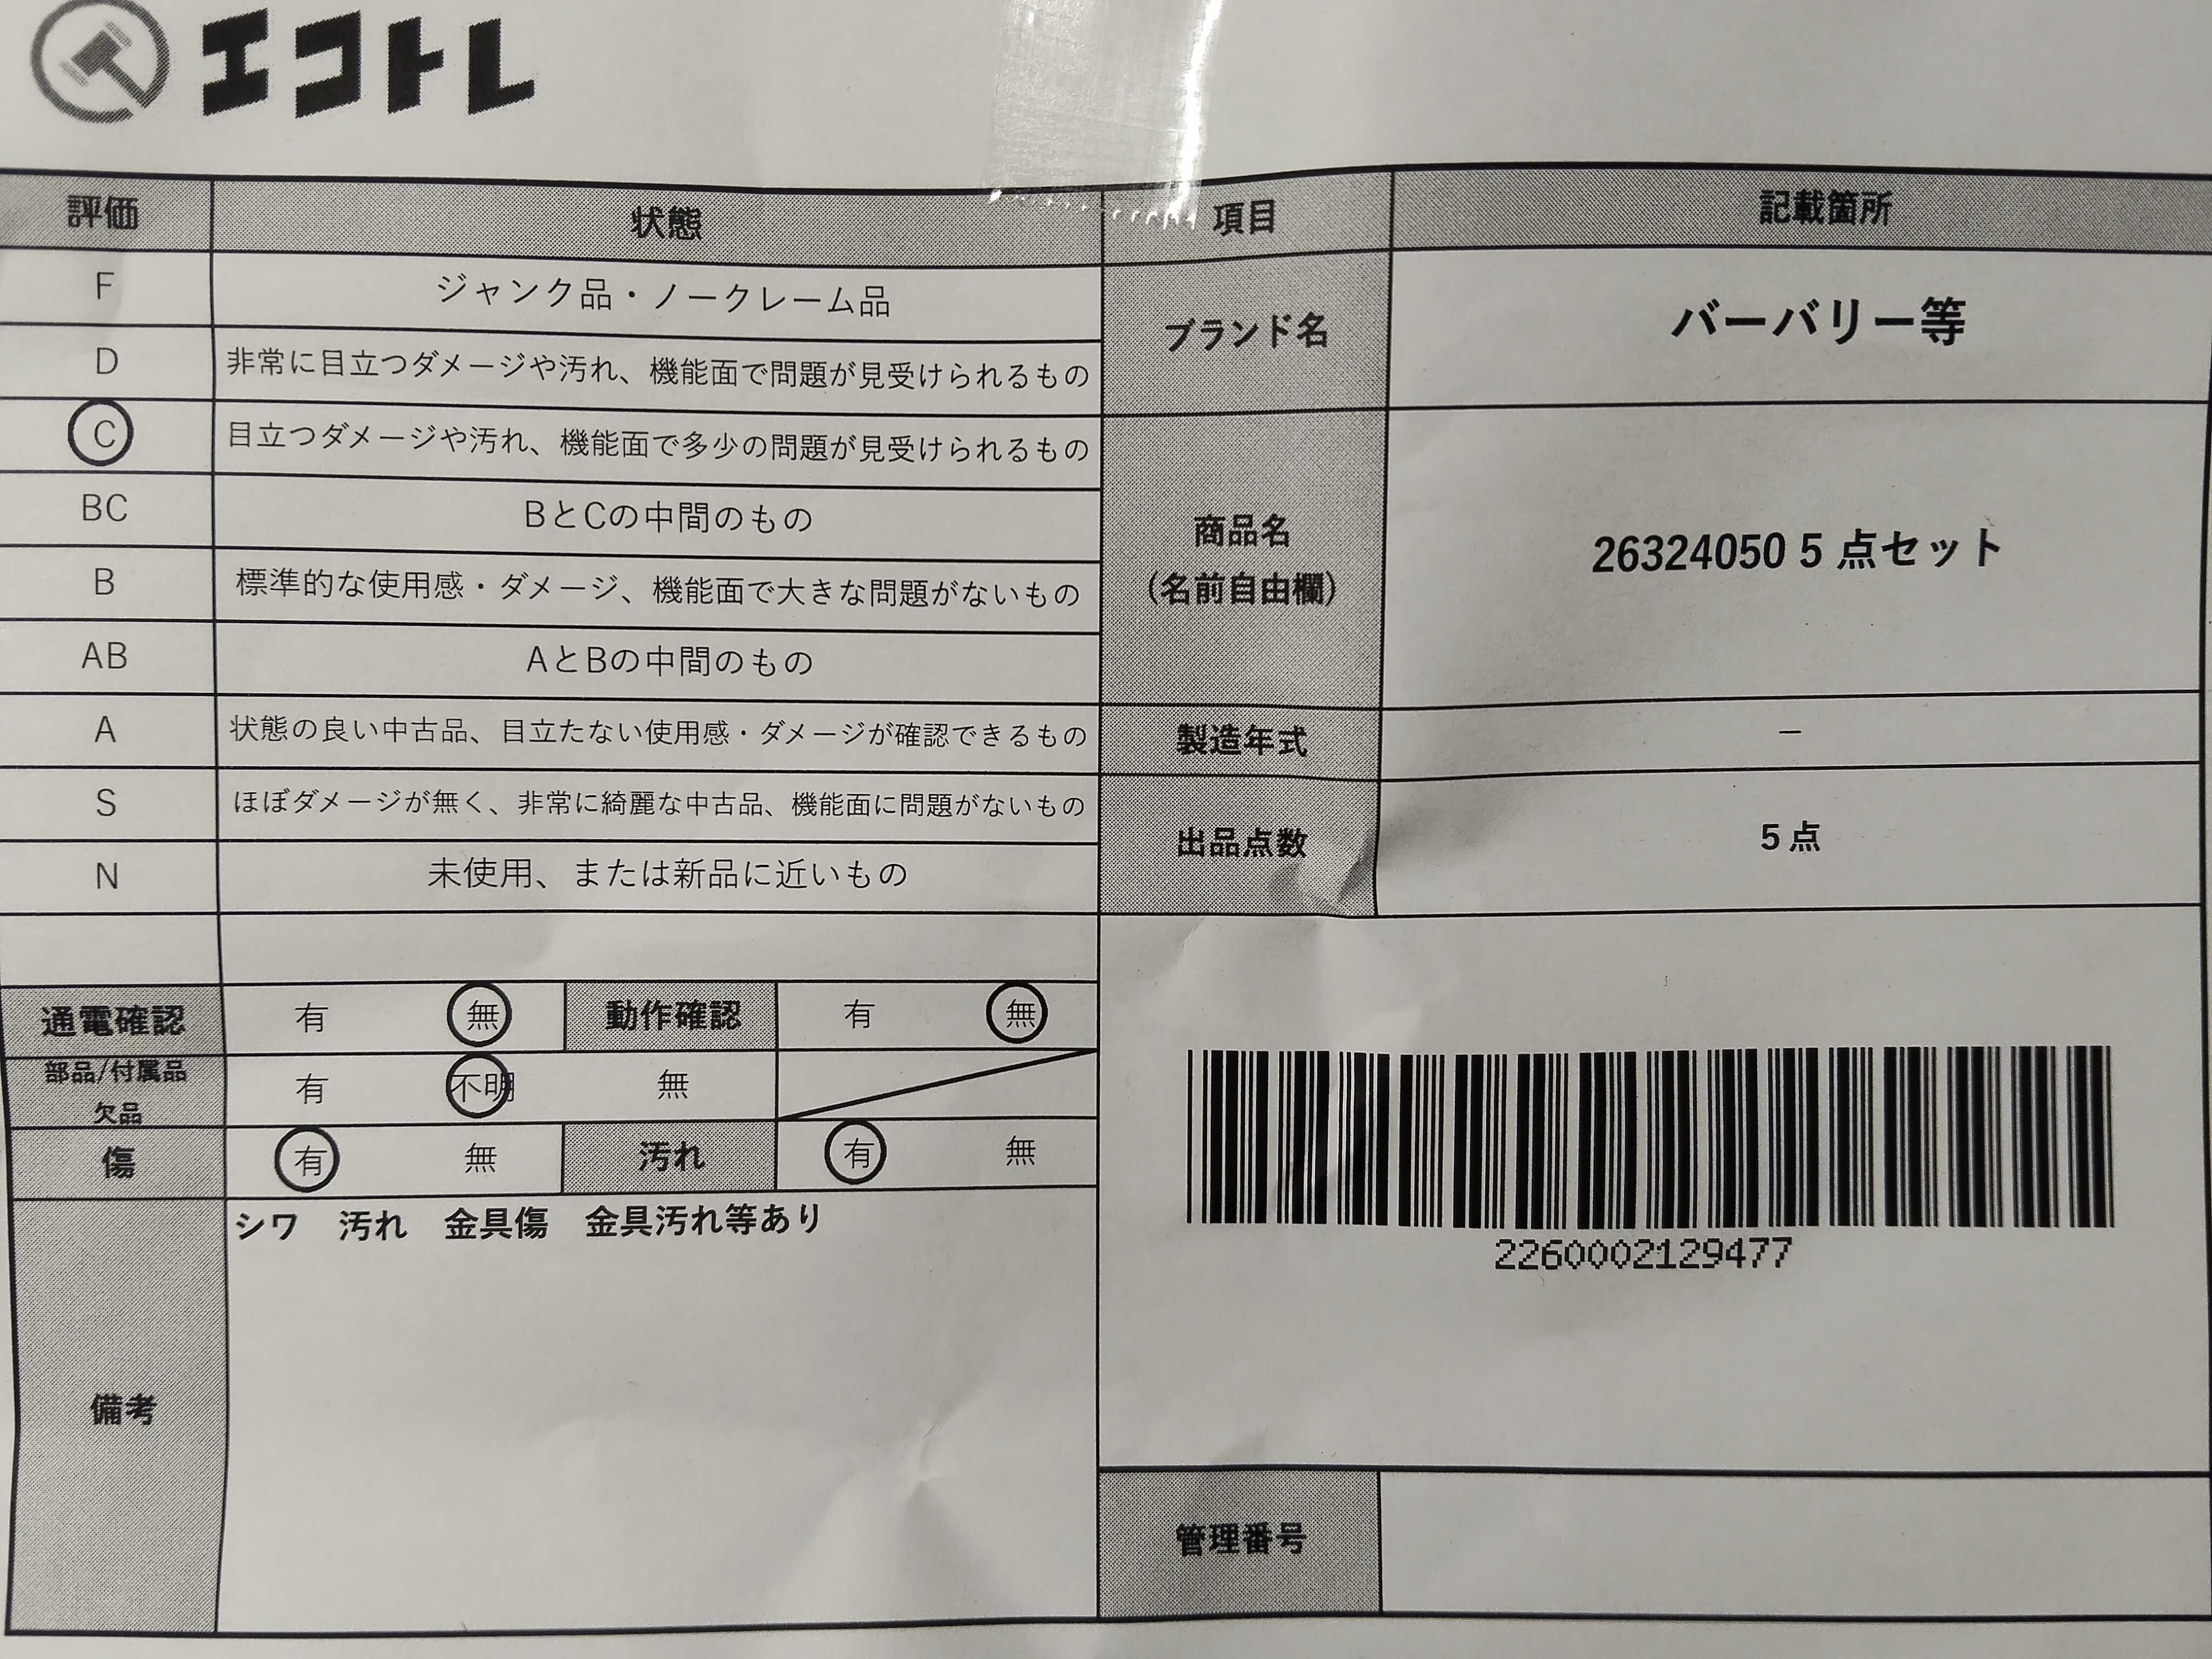 エコトレ
評価 状態
F ジャンク品・ノークレーム品
D 非常に目立つダメージや汚れ、機能面で問題が見受けられるもの
C 目立つダメージや汚れ、機能面で多少の問題が見受けられるもの
BC BとCの中間のもの
B 標準的な使用感・ダメージ、機能面で大きな問題がないもの
AB AとBの中間のもの
A 状態の良い中古品、目立たない使用感・ダメージが確認できるもの
S ほぼダメージが無く、非常に綺麗な中古品、機能面に問題がないもの
N 未使用、または新品に近いもの
通電確認 有 無 動作確認 有 無
部品/付属品
欠品
有 不明 無
傷 有 無 汚れ 有 無
備考
シワ 汚れ 金具傷 金具汚れ等あり
項目 記載箇所
ブランド名 バーバリー等
商品名
(名前自由欄)
26324050 5 点セット
製造年式 –
出品点数 5 点
2260002129477
管理番号